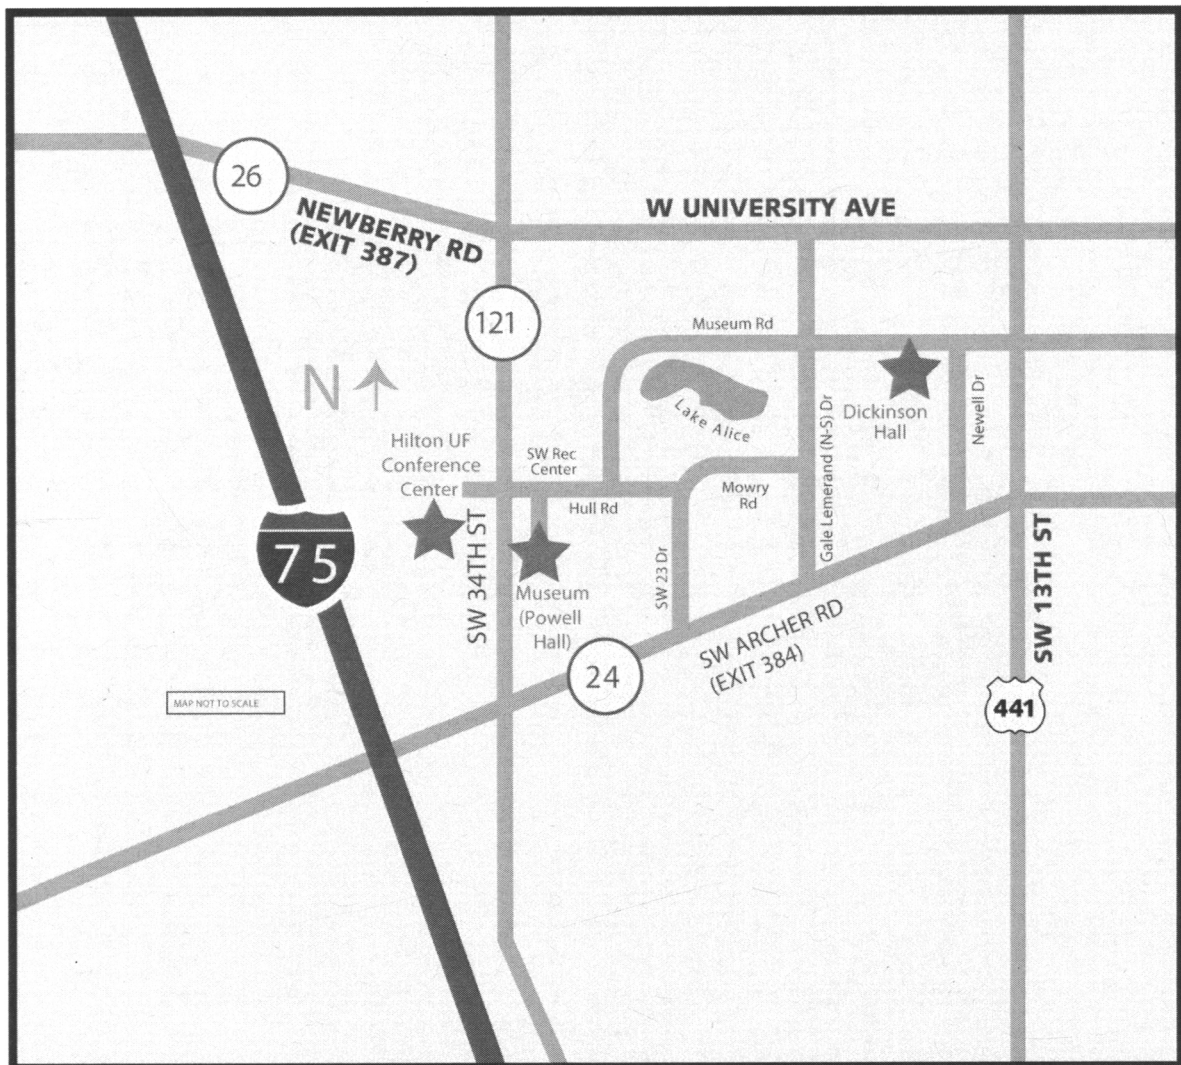 26
NEWBERRY RD
(EXIT 387)
W UNIVERSITY AVE
121
Museum Rd
N
Lake Alice
Dickinson
Hall
Newell Dr
Gale Lemerand (N-S) Dr
Hilton UF
Conference
Center
SW Rec
Center
Mowry
Rd
Hull Rd
75
SW 34TH ST
Museum
(Powell
Hall)
SW 23 Dr
SW ARCHER RD
(EXIT 384)
24
SW 13TH ST
441
MAP NOT TO SCALE